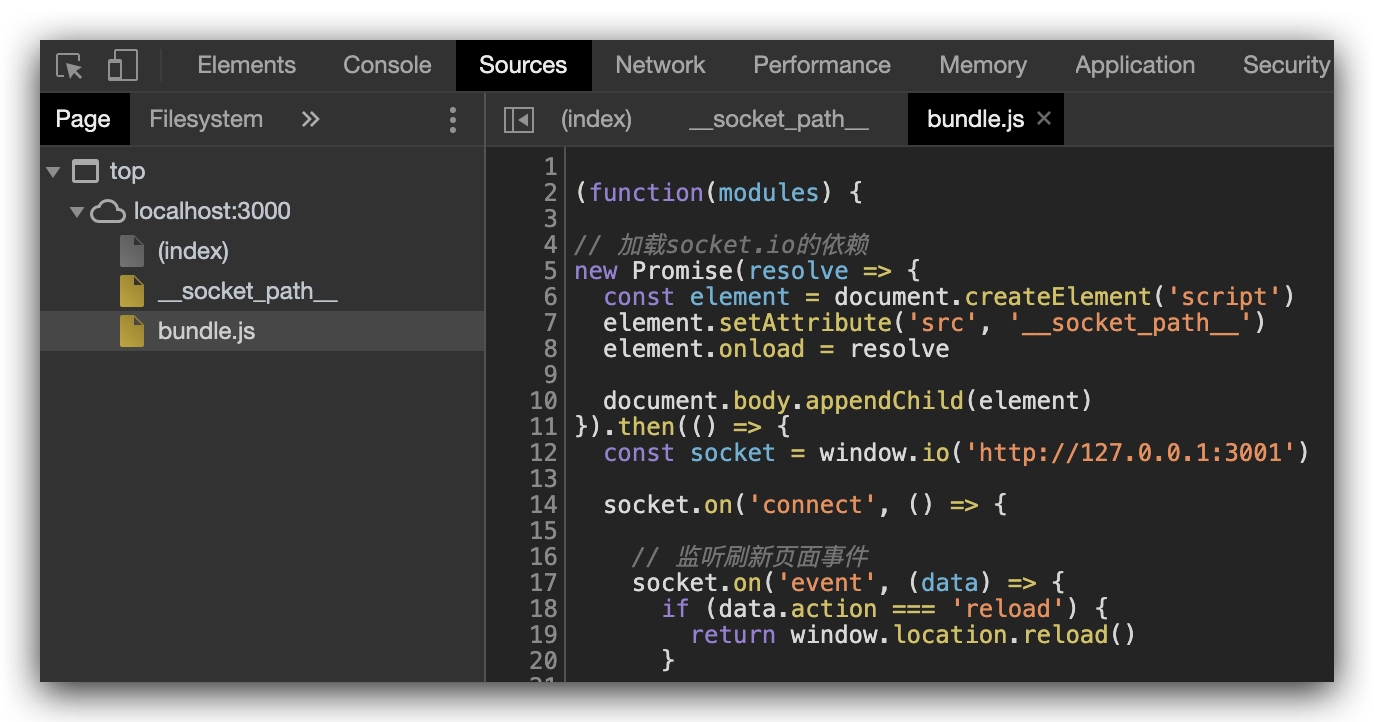 Elements Console Sources Network Performance Memory Application Security
Page Filesystem »
(index) __socket_path__ bundle.js ×
top
localhost:3000
(index)
__socket_path__
bundle.js
1
2 (function(modules) {
3
4 // 加载socket.io的依赖
5 new Promise(resolve => {
6 const element = document.createElement('script')
7 element.setAttribute('src', '__socket_path__')
8 element.onload = resolve
9
10 document.body.appendChild(element)
11 }).then(() => {
12 const socket = window.io('http://127.0.0.1:3001')
13
14 socket.on('connect', () => {
15
16 // 监听刷新页面事件
17 socket.on('event', (data) => {
18 if (data.action === 'reload') {
19 return window.location.reload()
20 }